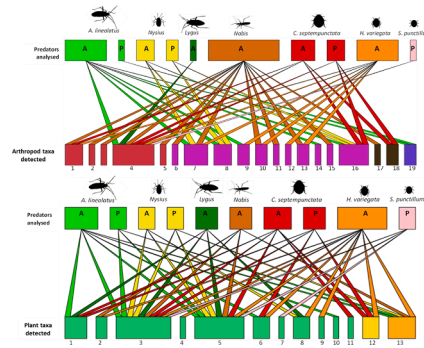 A. lineolatus Nysius Lygus Nabis C. septempunctata H. variegata S. punctillum
Predators analysed A P A P A A A P A P
Arthropod taxa detected
1 2 3 4 5 6 7 8 9 10 11 12 13 14 15 16 17 18 19
A. lineolatus Nysius Lygus Nabis C. septempunctata H. variegata S. punctillum
Predators analysed A P A P A A A P A P
Plant taxa detected
1 2 3 4 5 6 7 8 9 10 11 12 13